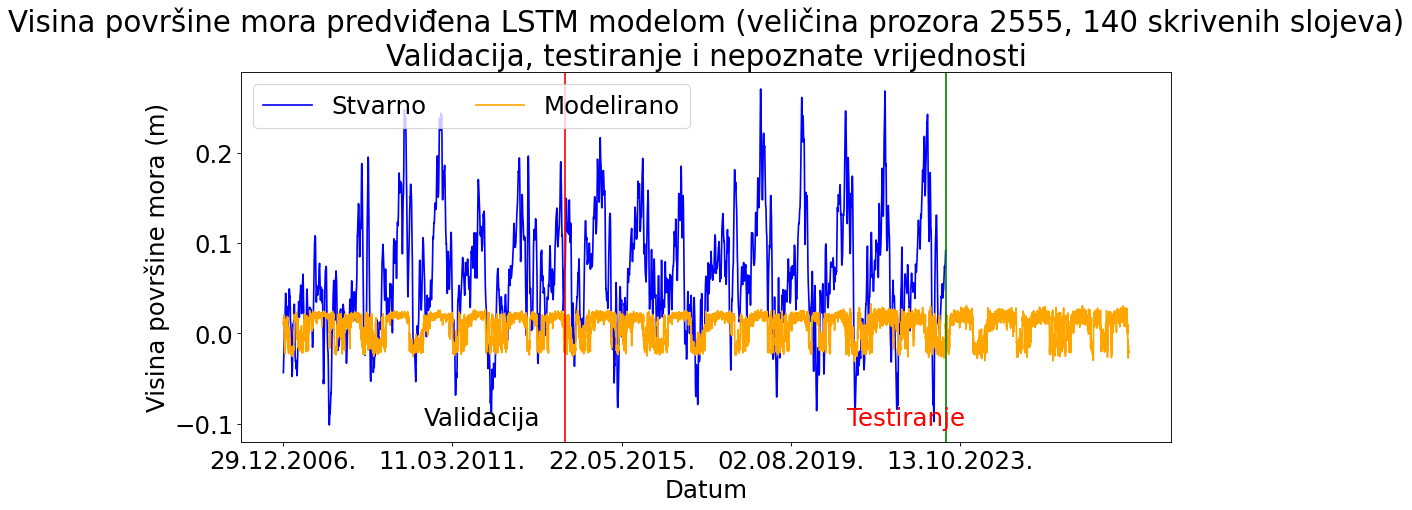 Visina površine mora predviđena LSTM modelom (veličina prozora 2555, 140 skrivenih slojeva)
Validacija, testiranje i nepoznate vrijednosti
Stvarno Modelirano
Visina površine mora (m)
0.2
0.1
0.0
−0.1
Validacija Testiranje
29.12.2006. 11.03.2011. 22.05.2015. 02.08.2019. 13.10.2023.
Datum